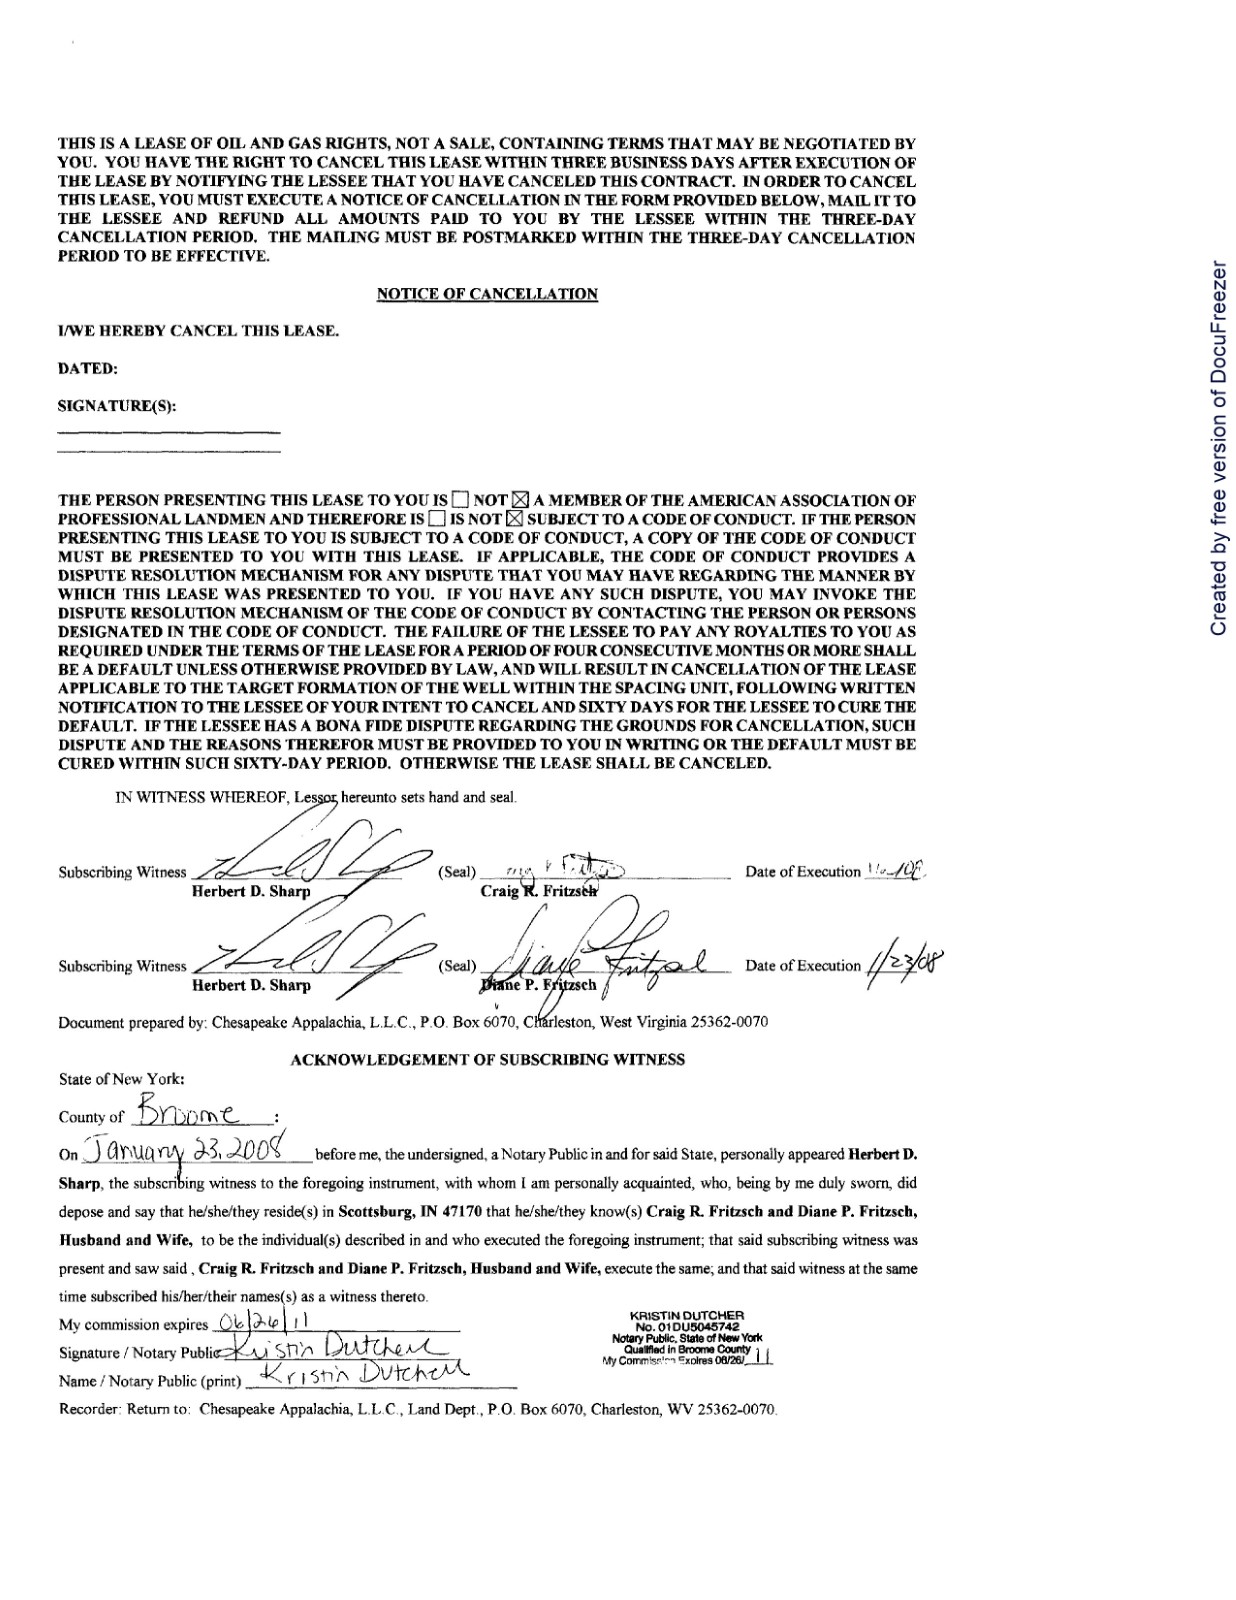 THIS IS A LEASE OF OIL AND GAS RIGHTS, NOT A SALE, CONTAINING TERMS THAT MAY BE NEGOTIATED BY
YOU. YOU HAVE THE RIGHT TO CANCEL THIS LEASE WITHIN THREE BUSINESS DAYS AFTER EXECUTION OF
THE LEASE BY NOTIFYING THE LESSEE THAT YOU HAVE CANCELED THIS CONTRACT. IN ORDER TO CANCEL
THIS LEASE, YOU MUST EXECUTE A NOTICE OF CANCELLATION IN THE FORM PROVIDED BELOW, MAIL IT TO
THE LESSEE AND REFUND ALL AMOUNTS PAID TO YOU BY THE LESSEE WITHIN THE THREE-DAY
CANCELLATION PERIOD. THE MAILING MUST BE POSTMARKED WITHIN THE THREE-DAY CANCELLATION
PERIOD TO BE EFFECTIVE.
NOTICE OF CANCELLATION
I/WE HEREBY CANCEL THIS LEASE.
DATED:
SIGNATURE(S):
THE PERSON PRESENTING THIS LEASE TO YOU IS ☐ NOT ☒ A MEMBER OF THE AMERICAN ASSOCIATION OF
PROFESSIONAL LANDMEN AND THEREFORE IS ☐ IS NOT ☒ SUBJECT TO A CODE OF CONDUCT. IF THE PERSON
PRESENTING THIS LEASE TO YOU IS SUBJECT TO A CODE OF CONDUCT, A COPY OF THE CODE OF CONDUCT
MUST BE PRESENTED TO YOU WITH THIS LEASE. IF APPLICABLE, THE CODE OF CONDUCT PROVIDES A
DISPUTE RESOLUTION MECHANISM FOR ANY DISPUTE THAT YOU MAY HAVE REGARDING THE MANNER BY
WHICH THIS LEASE WAS PRESENTED TO YOU. IF YOU HAVE ANY SUCH DISPUTE, YOU MAY INVOKE THE
DISPUTE RESOLUTION MECHANISM OF THE CODE OF CONDUCT BY CONTACTING THE PERSON OR PERSONS
DESIGNATED IN THE CODE OF CONDUCT. THE FAILURE OF THE LESSEE TO PAY ANY ROYALTIES TO YOU AS
REQUIRED UNDER THE TERMS OF THE LEASE FOR A PERIOD OF FOUR CONSECUTIVE MONTHS OR MORE SHALL
BE A DEFAULT UNLESS OTHERWISE PROVIDED BY LAW, AND WILL RESULT IN CANCELLATION OF THE LEASE
APPLICABLE TO THE TARGET FORMATION OF THE WELL WITHIN THE SPACING UNIT, FOLLOWING WRITTEN
NOTIFICATION TO THE LESSEE OF YOUR INTENT TO CANCEL AND SIXTY DAYS FOR THE LESSEE TO CURE THE
DEFAULT. IF THE LESSEE HAS A BONA FIDE DISPUTE REGARDING THE GROUNDS FOR CANCELLATION, SUCH
DISPUTE AND THE REASONS THEREFOR MUST BE PROVIDED TO YOU IN WRITING OR THE DEFAULT MUST BE
CURED WITHIN SUCH SIXTY-DAY PERIOD. OTHERWISE THE LEASE SHALL BE CANCELED.
IN WITNESS WHEREOF, Lessor hereunto sets hand and seal.
Subscribing Witness (Seal) Date of Execution
Herbert D. Sharp Craig R. Fritzsch
Subscribing Witness (Seal) Date of Execution 1/23/08
Herbert D. Sharp Diane P. Fritzsch
Document prepared by: Chesapeake Appalachia, L.L.C., P.O. Box 6070, Charleston, West Virginia 25362-0070
ACKNOWLEDGEMENT OF SUBSCRIBING WITNESS
State of New York:
County of Broome :
On January 23, 2008 before me, the undersigned, a Notary Public in and for said State, personally appeared Herbert D.
Sharp, the subscribing witness to the foregoing instrument, with whom I am personally acquainted, who, being by me duly sworn, did
depose and say that he/she/they reside(s) in Scottsburg, IN 47170 that he/she/they know(s) Craig R. Fritzsch and Diane P. Fritzsch,
Husband and Wife, to be the individual(s) described in and who executed the foregoing instrument; that said subscribing witness was
present and saw said , Craig R. Fritzsch and Diane P. Fritzsch, Husband and Wife, execute the same; and that said witness at the same
time subscribed his/her/their names(s) as a witness thereto.
My commission expires 06/26/11
Signature / Notary Public Kristin Dutcher
Name / Notary Public (print) Kristin Dutcher
KRISTIN DUTCHER
No. 01DU5045742
Notary Public, State of New York
Qualified in Broome County
My Commission Expires 06/26/ 11
Recorder: Return to: Chesapeake Appalachia, L.L.C., Land Dept., P.O. Box 6070, Charleston, WV 25362-0070.
Created by free version of DocuFreezer